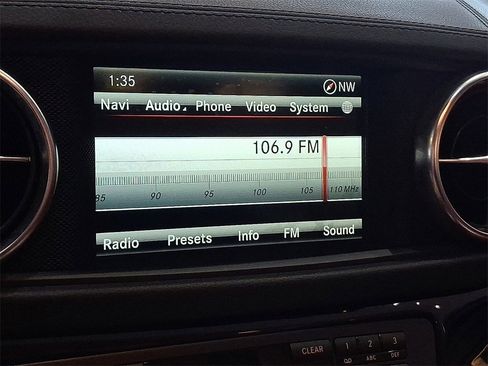 1:35 NW
Navi Audio Phone Video System
106.9 FM
85 90 95 100 105 110 MHz
Radio Presets Info FM Sound
CLEAR 1 2 3
ABC DEF